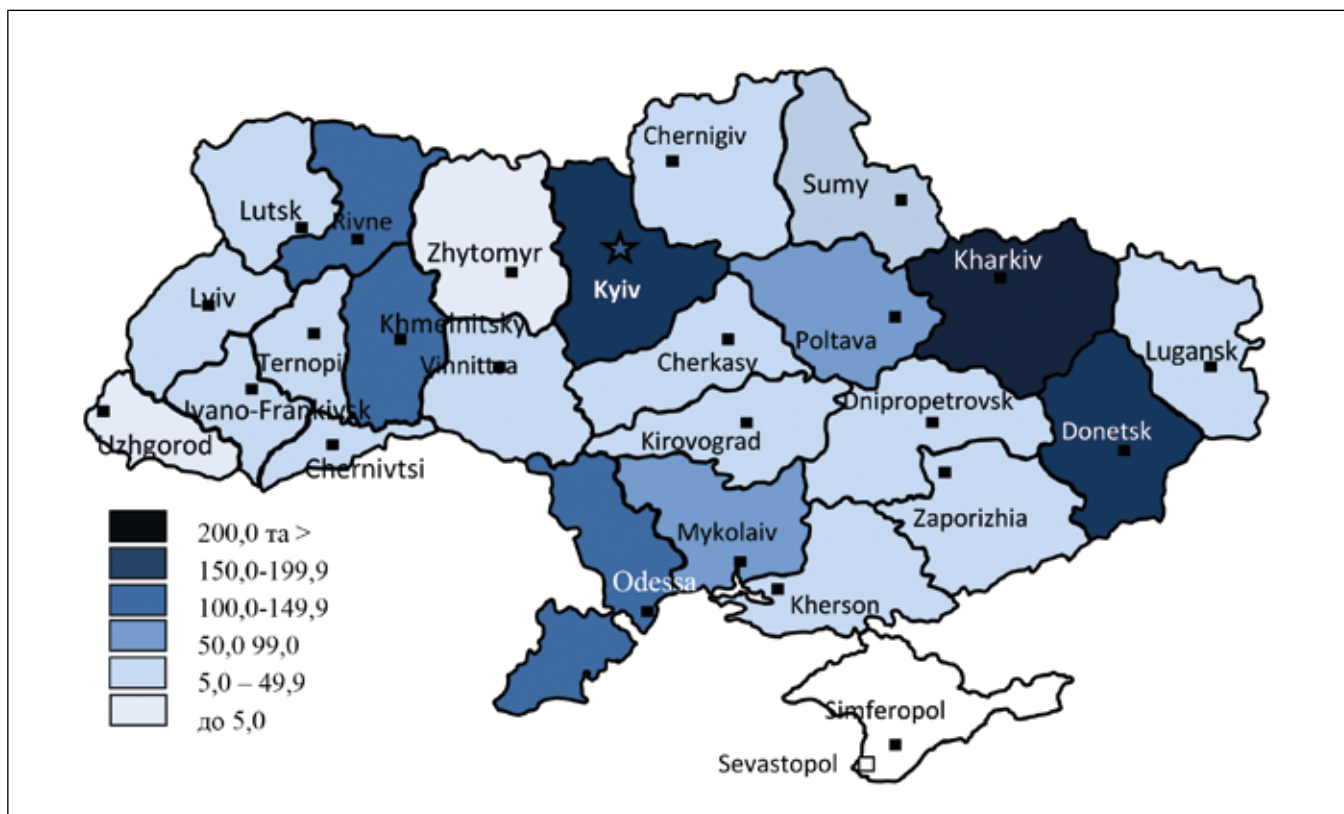 Chernigiv
Sumy
Lutsk
Rivne
Zhytomyr
Kharkiv
Kyiv
Lviv
Khmelnitsky
Poltava
Lugansk
Ternopil
Vinnittsa
Cherkasy
Ivano-Frankivsk
Dnipropetrovsk
Uzhgorod
Kirovograd
Donetsk
Chernivtsi
Zaporizhia
Mykolaiv
Odessa
Kherson
200,0 та >
150,0-199,9
100,0-149,9
50,0 99,0
5,0 – 49,9
до 5,0
Simferopol
Sevastopol